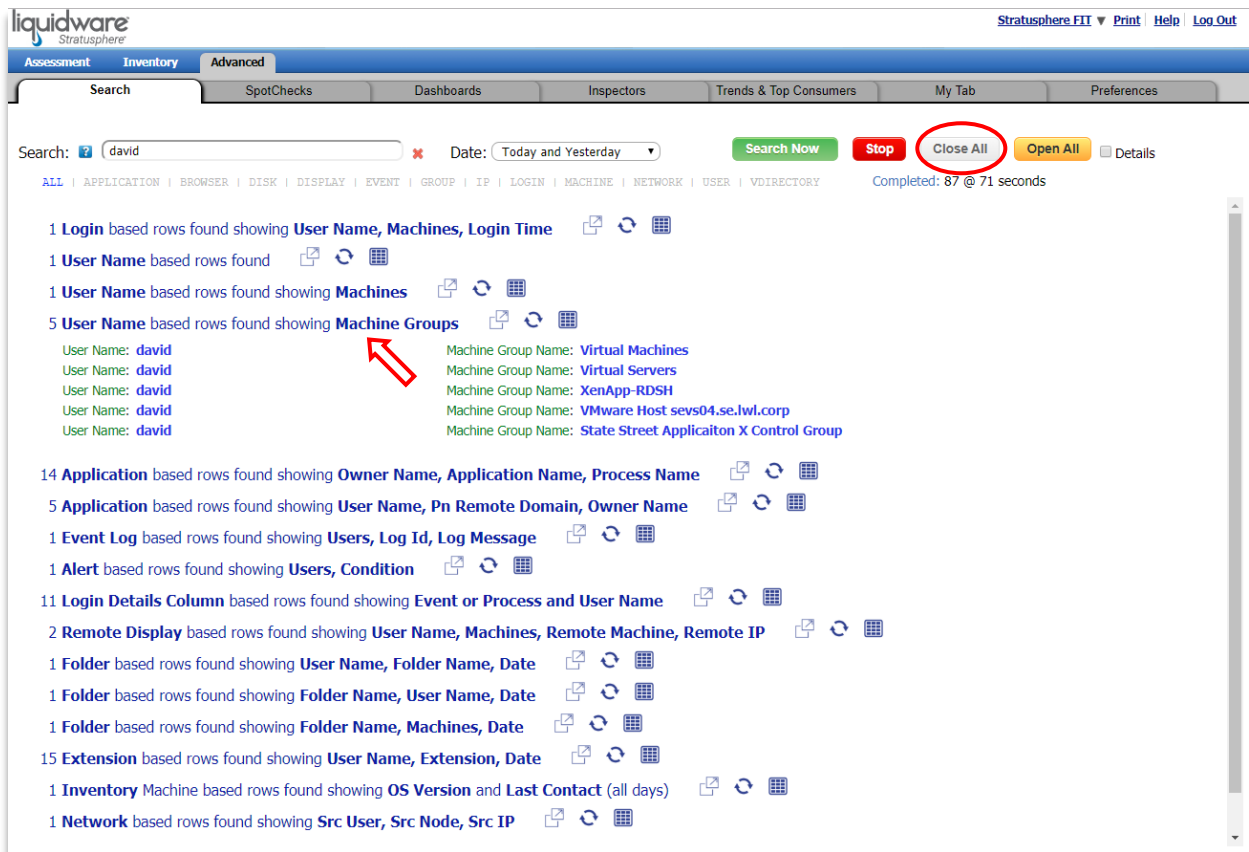 liquidware
Stratusphere
Stratusphere FIT ▼ Print Help Log Out
Assessment Inventory Advanced
Search SpotChecks Dashboards Inspectors Trends & Top Consumers My Tab Preferences
Search: ? david Date: Today and Yesterday Search Now Stop Close All Open All Details
ALL | APPLICATION | BROWSER | DISK | DISPLAY | EVENT | GROUP | IP | LOGIN | MACHINE | NETWORK | USER | VDIRECTORY Completed: 87 @ 71 seconds
1 Login based rows found showing User Name, Machines, Login Time
1 User Name based rows found
1 User Name based rows found showing Machines
5 User Name based rows found showing Machine Groups
User Name: david Machine Group Name: Virtual Machines
User Name: david Machine Group Name: Virtual Servers
User Name: david Machine Group Name: XenApp-RDSH
User Name: david Machine Group Name: VMware Host sevs04.se.lwl.corp
User Name: david Machine Group Name: State Street Applicaiton X Control Group
14 Application based rows found showing Owner Name, Application Name, Process Name
5 Application based rows found showing User Name, Pn Remote Domain, Owner Name
1 Event Log based rows found showing Users, Log Id, Log Message
1 Alert based rows found showing Users, Condition
11 Login Details Column based rows found showing Event or Process and User Name
2 Remote Display based rows found showing User Name, Machines, Remote Machine, Remote IP
1 Folder based rows found showing User Name, Folder Name, Date
1 Folder based rows found showing Folder Name, User Name, Date
1 Folder based rows found showing Folder Name, Machines, Date
15 Extension based rows found showing User Name, Extension, Date
1 Inventory Machine based rows found showing OS Version and Last Contact (all days)
1 Network based rows found showing Src User, Src Node, Src IP